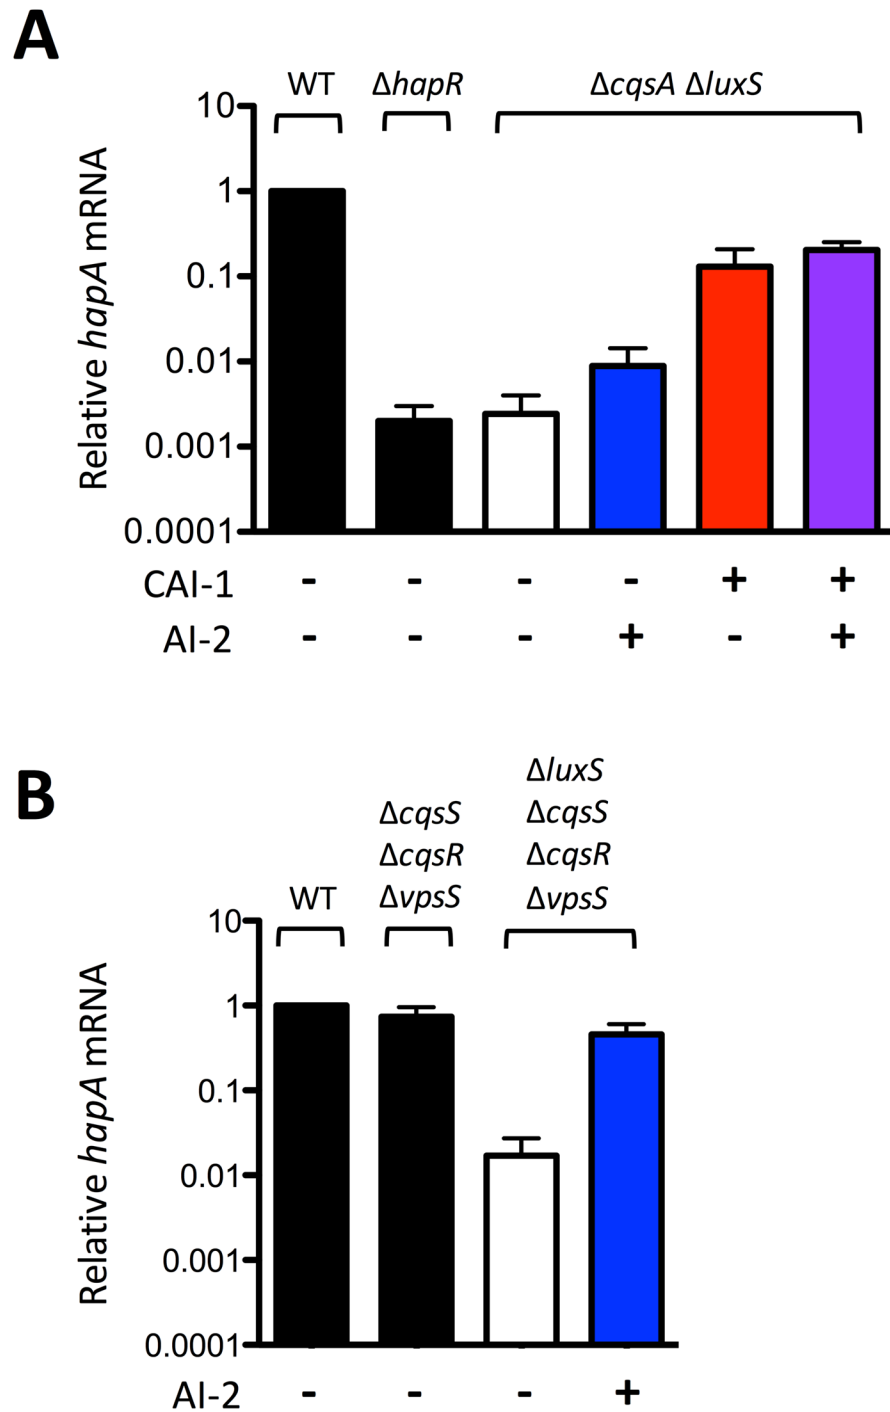 A
WT ΔhapR ΔcqsA ΔluxS
Relative hapA mRNA
10
1
0.1
0.01
0.001
0.0001
CAI-1 - - - - + +
AI-2 - - - + - +
B
ΔluxS
ΔcqsS ΔcqsS
ΔcqsR ΔcqsR
WT ΔvpsS ΔvpsS
Relative hapA mRNA
10
1
0.1
0.01
0.001
0.0001
AI-2 - - - +